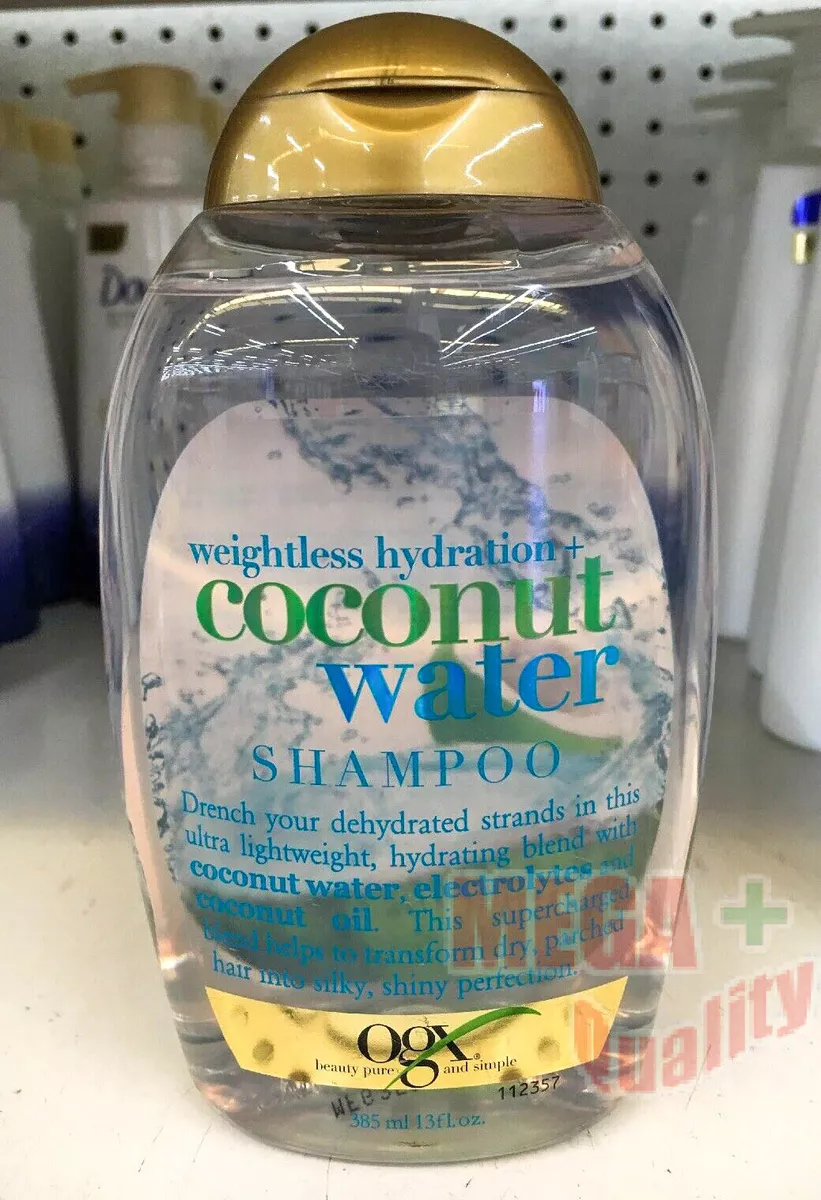 Do
weightless hydration+
coconut
water
SHAMPOO
Drench your dehydrated strands in this
ultra lightweight, hydrating blend with
coconut water, electrolytes and
coconut oil. This supercharged
blend helps to transform dry, parched
hair into silky, shiny perfection.
MEGA+
Quality
ogx®
beauty pure and simple
112357
385 ml 13fl.oz.